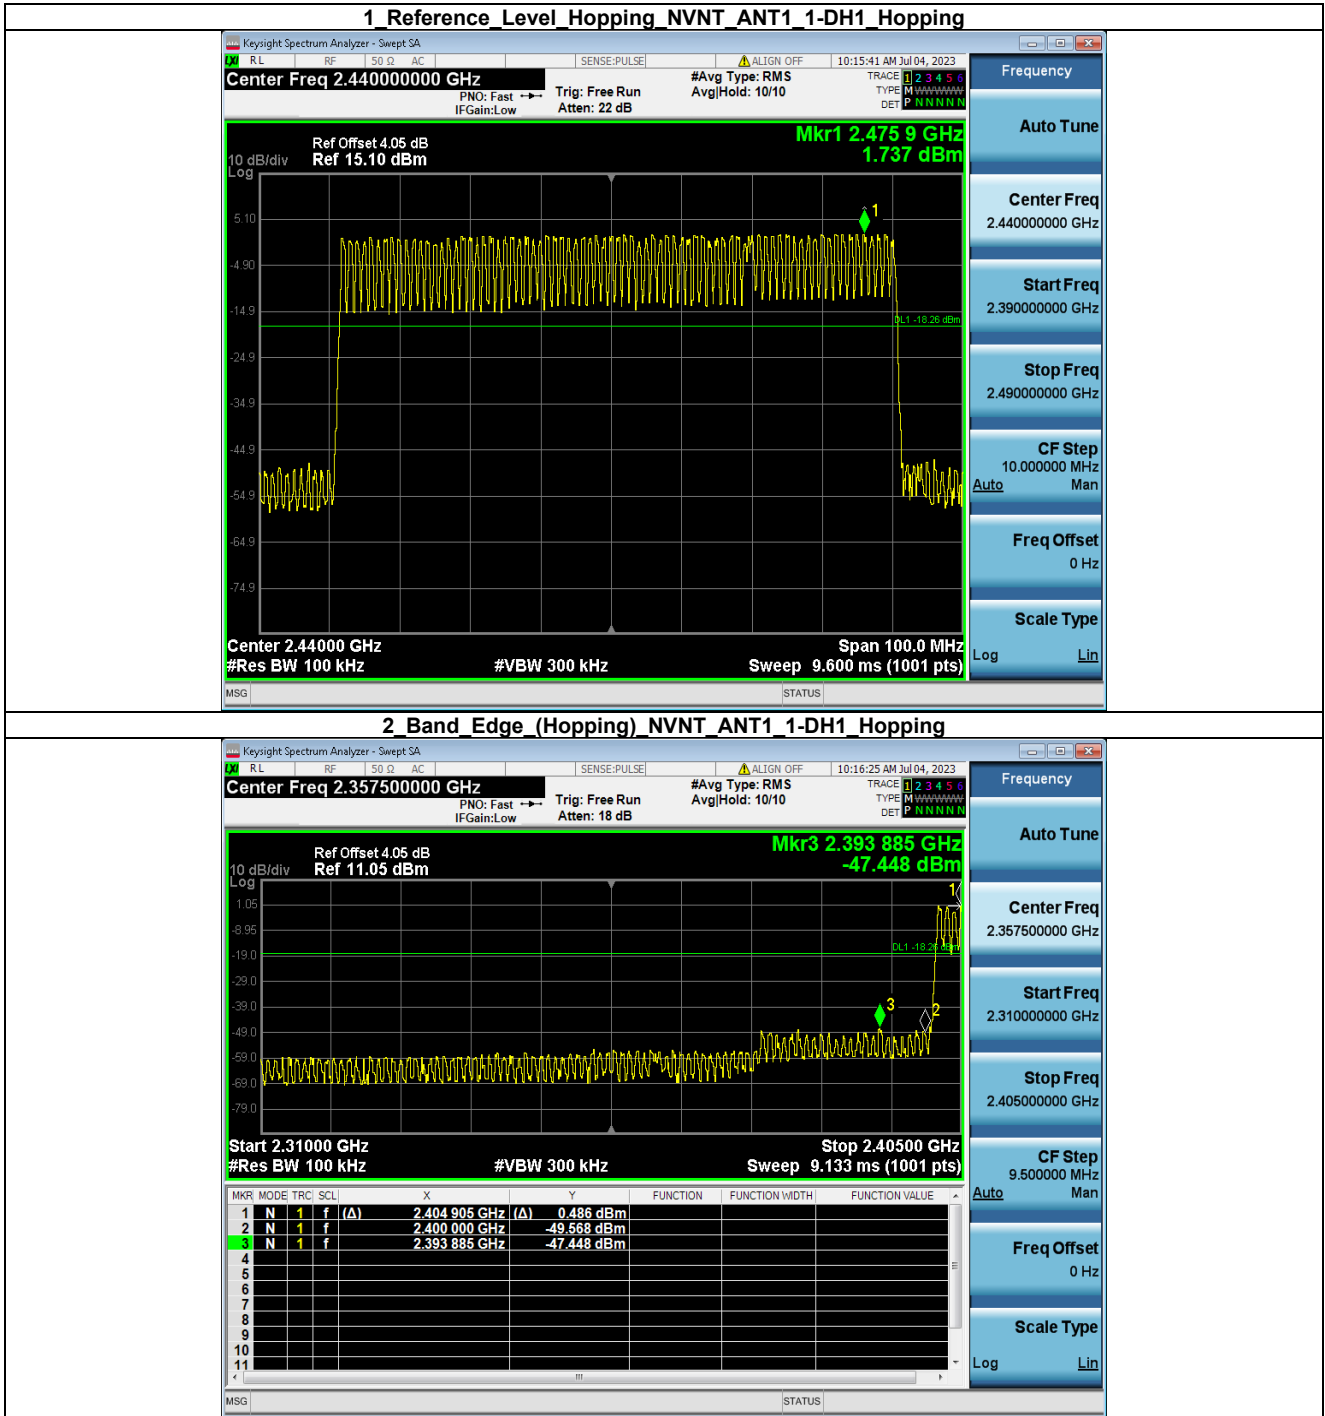 1_Reference_Level_Hopping_NVNT_ANT1_1-DH1_Hopping
Keysight Spectrum Analyzer - Swept SA
LXI RL RF 50 Ω AC SENSE:PULSE ALIGN OFF 10:15:41 AM Jul 04, 2023
Center Freq 2.440000000 GHz
PNO: Fast
IFGain:Low
Trig: Free Run
Atten: 22 dB
#Avg Type: RMS
Avg|Hold: 10/10
TRACE 1 2 3 4 5 6
TYPE M WWWWW
DET P N N N N N
Frequency
Mkr1 2.475 9 GHz
1.737 dBm
Ref Offset 4.05 dB
10 dB/div Ref 15.10 dBm
Log
5.10
-4.90
-14.9
-24.9
-34.9
-44.9
-54.9
-64.9
-74.9
1
DL1 -18.26 dBm
Center 2.44000 GHz Span 100.0 MHz
#Res BW 100 kHz #VBW 300 kHz Sweep 9.600 ms (1001 pts)
Auto Tune
Center Freq
2.440000000 GHz
Start Freq
2.390000000 GHz
Stop Freq
2.490000000 GHz
CF Step
10.000000 MHz
Auto Man
Freq Offset
0 Hz
Scale Type
Log Lin
MSG STATUS
2_Band_Edge_(Hopping)_NVNT_ANT1_1-DH1_Hopping
Keysight Spectrum Analyzer - Swept SA
LXI RL RF 50 Ω AC SENSE:PULSE ALIGN OFF 10:16:25 AM Jul 04, 2023
Center Freq 2.357500000 GHz
PNO: Fast
IFGain:Low
Trig: Free Run
Atten: 18 dB
#Avg Type: RMS
Avg|Hold: 10/10
TRACE 1 2 3 4 5 6
TYPE M WWWWW
DET P N N N N N
Frequency
Mkr3 2.393 885 GHz
-47.448 dBm
Ref Offset 4.05 dB
10 dB/div Ref 11.05 dBm
Log
1.05
-8.95
-19.0
-29.0
-39.0
-49.0
-59.0
-69.0
-79.0
1
DL1 -18.26 dBm
3
2
Start 2.31000 GHz Stop 2.40500 GHz
#Res BW 100 kHz #VBW 300 kHz Sweep 9.133 ms (1001 pts)
MKR MODE TRC SCL X Y FUNCTION FUNCTION WIDTH FUNCTION VALUE
1 N 1 f (Δ) 2.404 905 GHz (Δ) 0.486 dBm
2 N 1 f 2.400 000 GHz -49.568 dBm
3 N 1 f 2.393 885 GHz -47.448 dBm
4
5
6
7
8
9
10
11
Auto Tune
Center Freq
2.357500000 GHz
Start Freq
2.310000000 GHz
Stop Freq
2.405000000 GHz
CF Step
9.500000 MHz
Auto Man
Freq Offset
0 Hz
Scale Type
Log Lin
MSG STATUS